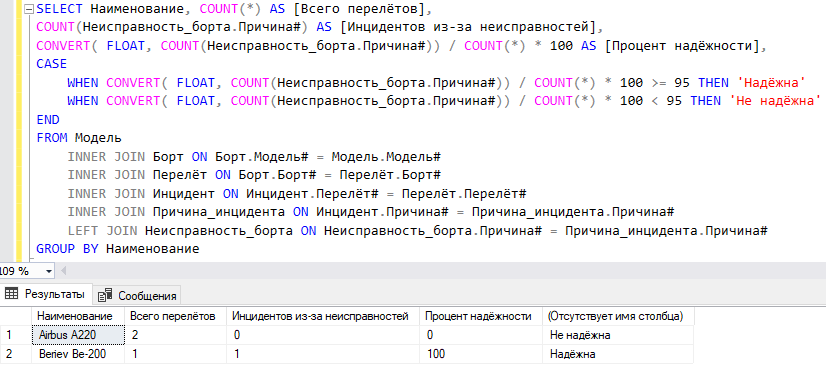 SELECT Наименование, COUNT(*) AS [Всего перелётов],
COUNT(Неисправность_борта.Причина#) AS [Инцидентов из-за неисправностей],
CONVERT( FLOAT, COUNT(Неисправность_борта.Причина#)) / COUNT(*) * 100 AS [Процент надёжности],
CASE
WHEN CONVERT( FLOAT, COUNT(Неисправность_борта.Причина#)) / COUNT(*) * 100 >= 95 THEN 'Надёжна'
WHEN CONVERT( FLOAT, COUNT(Неисправность_борта.Причина#)) / COUNT(*) * 100 < 95 THEN 'Не надёжна'
END
FROM Модель
INNER JOIN Борт ON Борт.Модель# = Модель.Модель#
INNER JOIN Перелёт ON Борт.Борт# = Перелёт.Борт#
INNER JOIN Инцидент ON Инцидент.Перелёт# = Перелёт.Перелёт#
INNER JOIN Причина_инцидента ON Инцидент.Причина# = Причина_инцидента.Причина#
LEFT JOIN Неисправность_борта ON Неисправность_борта.Причина# = Причина_инцидента.Причина#
GROUP BY Наименование
109 %
Результаты Сообщения
Наименование Всего перелётов Инцидентов из-за неисправностей Процент надёжности (Отсутствует имя столбца)
1 Airbus A220 2 0 0 Не надёжна
2 Beriev Be-200 1 1 100 Надёжна